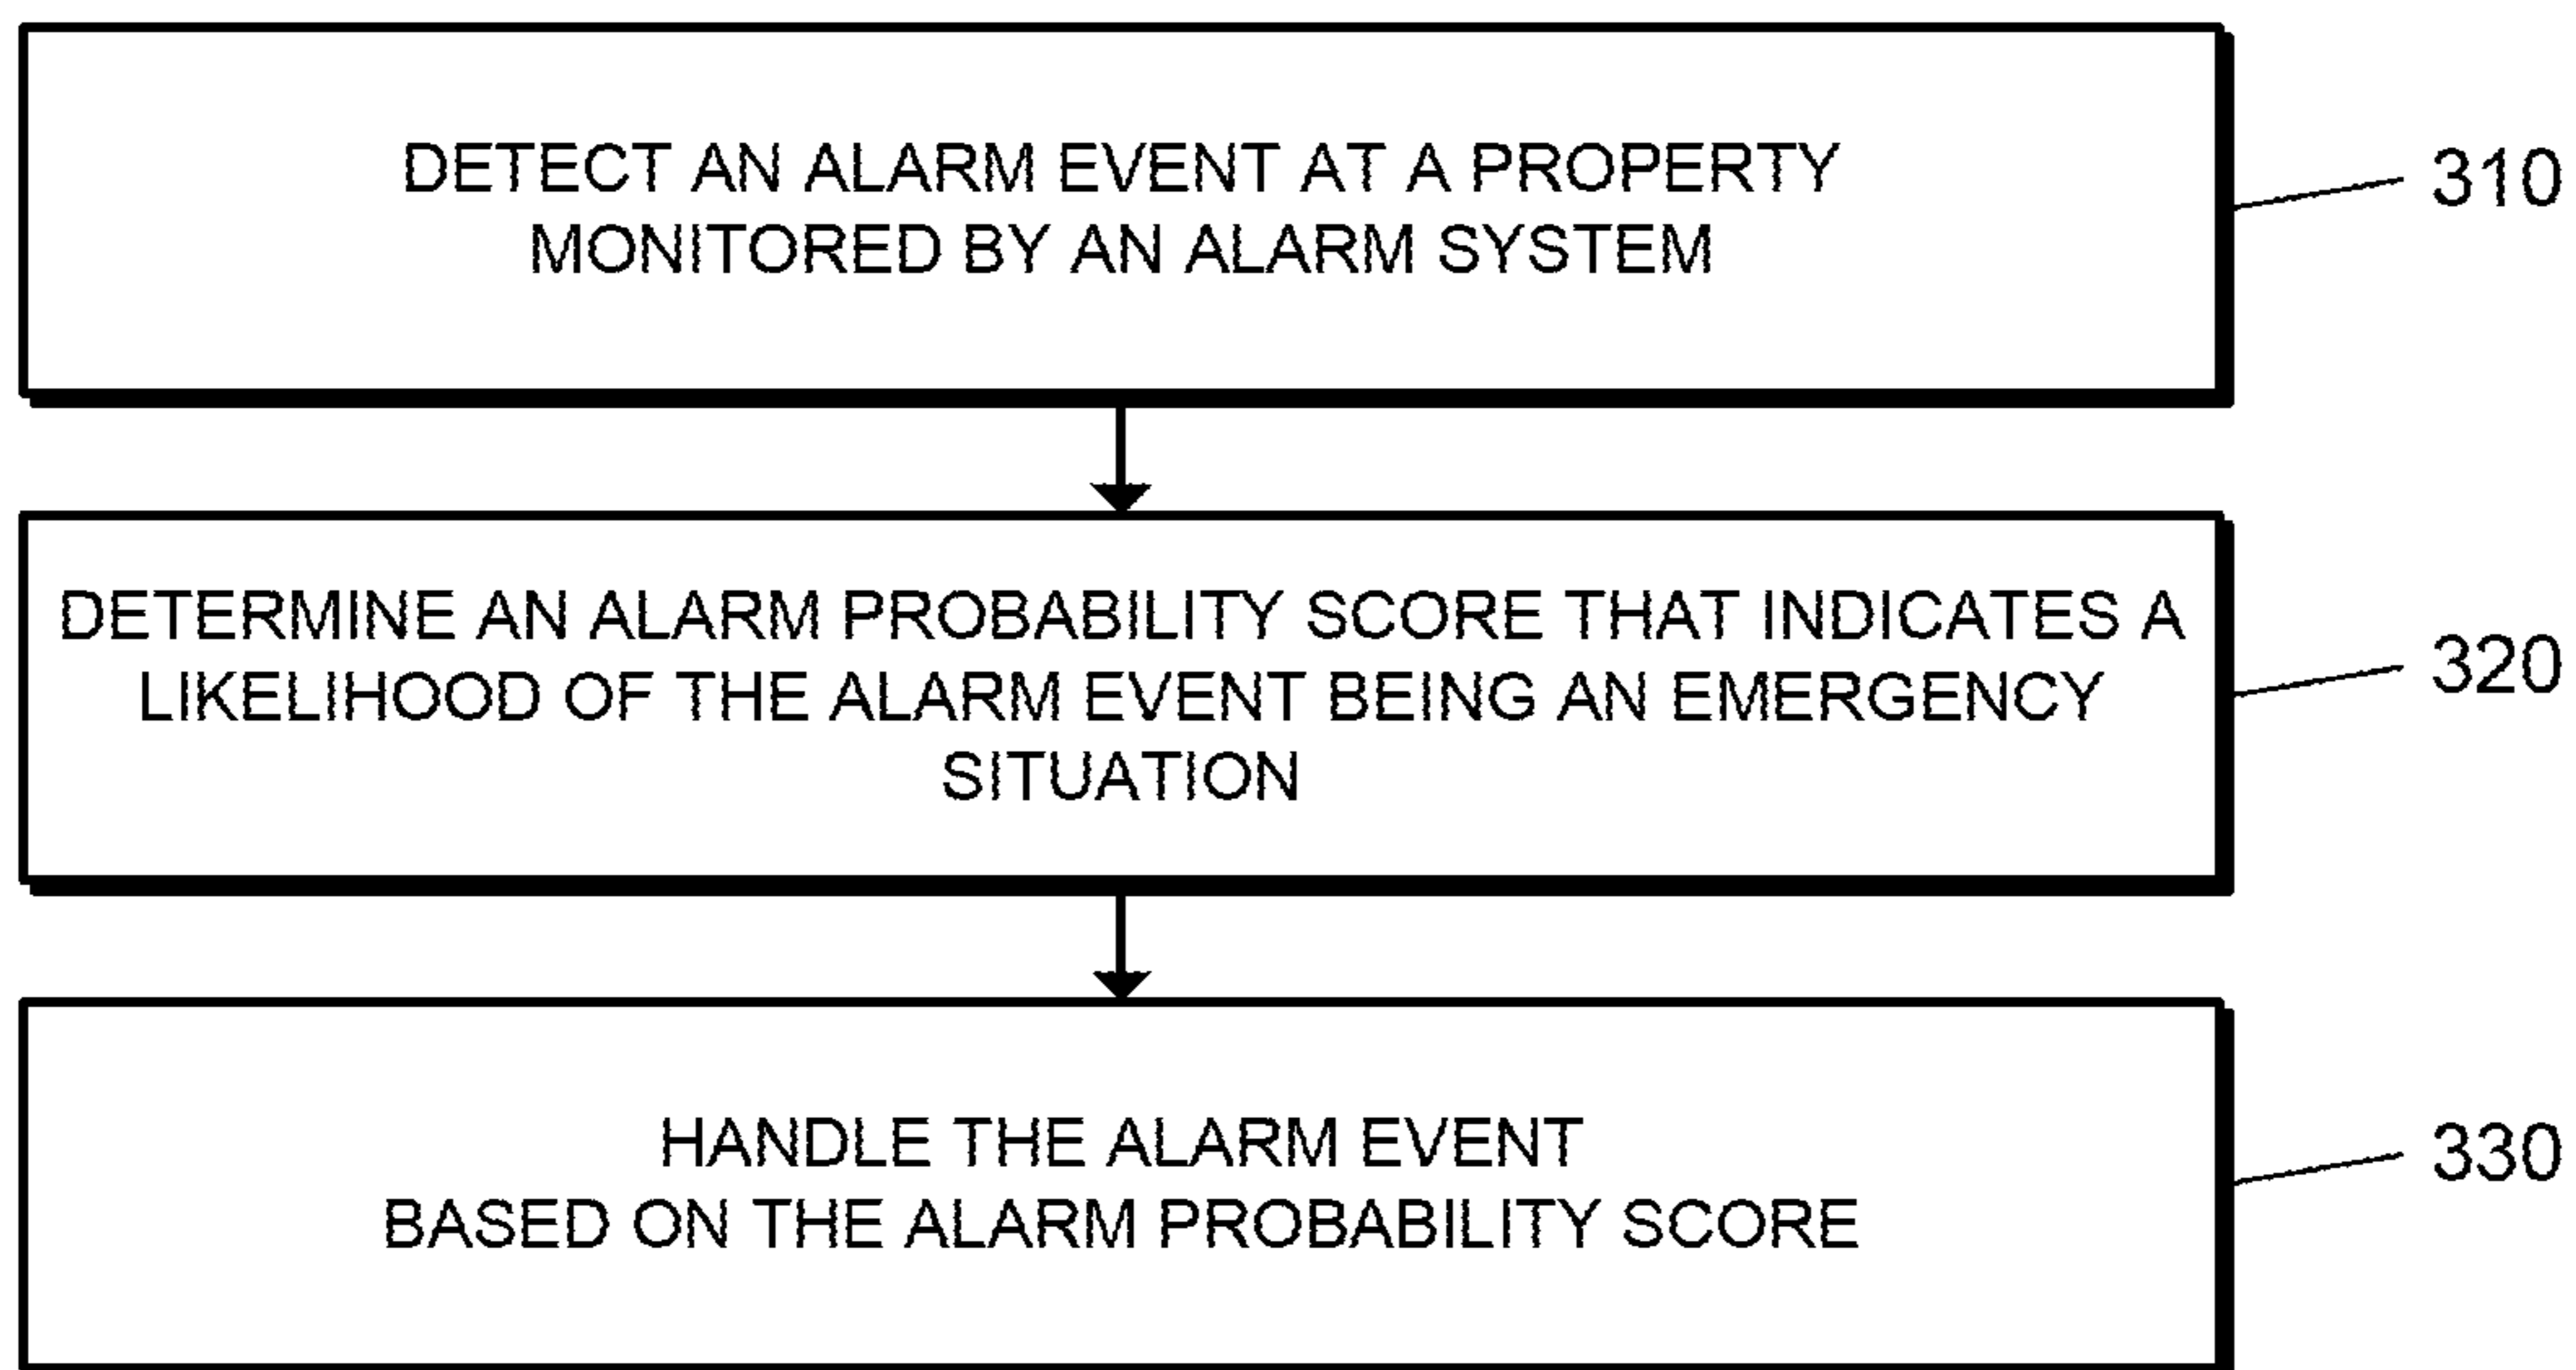 DETECT AN ALARM EVENT AT A PROPERTY
MONITORED BY AN ALARM SYSTEM
310
DETERMINE AN ALARM PROBABILITY SCORE THAT INDICATES A
LIKELIHOOD OF THE ALARM EVENT BEING AN EMERGENCY
SITUATION
320
HANDLE THE ALARM EVENT
BASED ON THE ALARM PROBABILITY SCORE
330